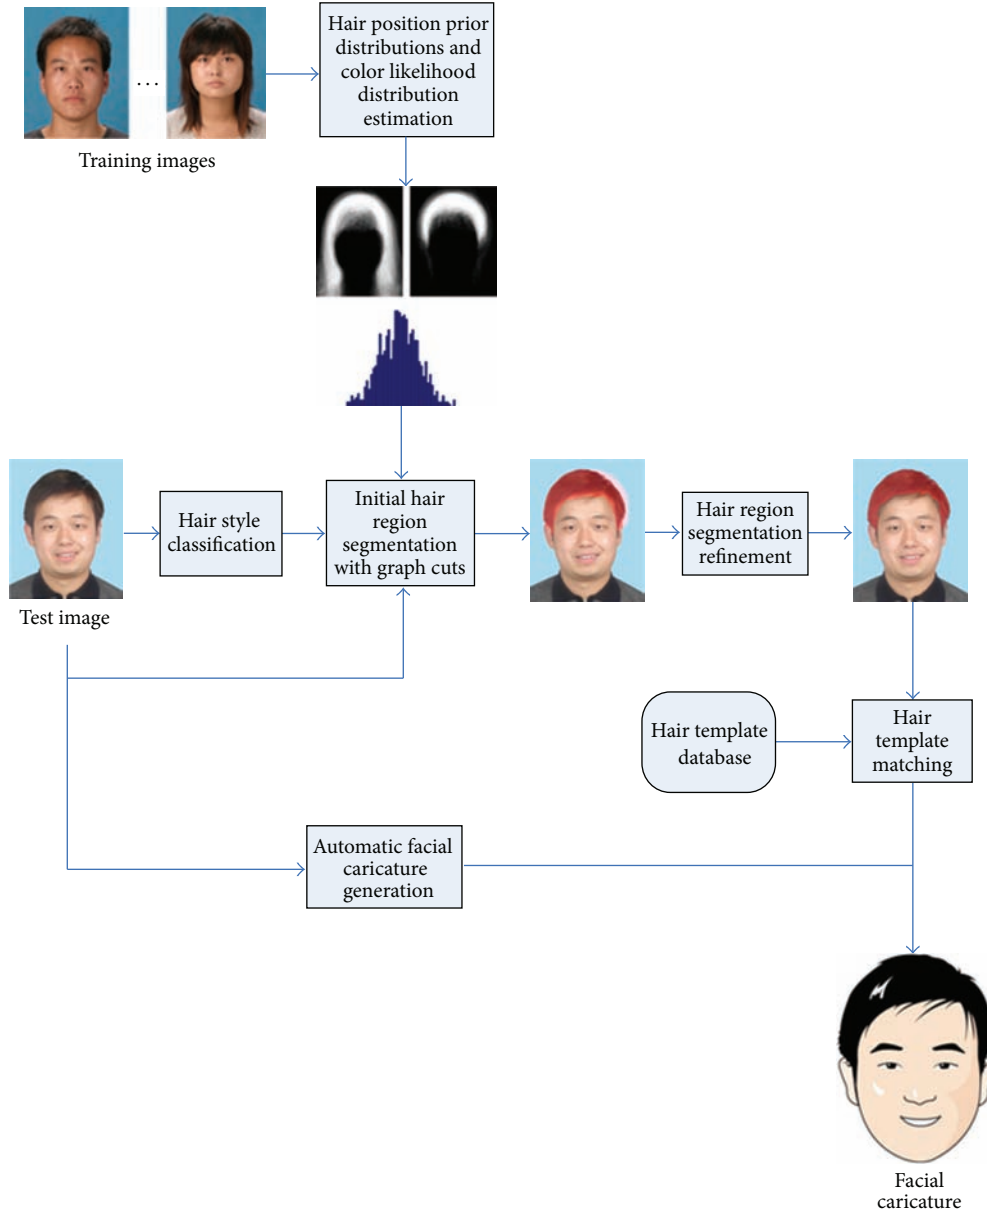 Hair position prior
distributions and
color likelihood
distribution
estimation
...
Training images
Hair style
classification
Initial hair
region
segmentation
with graph cuts
Hair region
segmentation
refinement
Test image
Hair template
database
Hair
template
matching
Automatic facial
caricature
generation
Facial
caricature